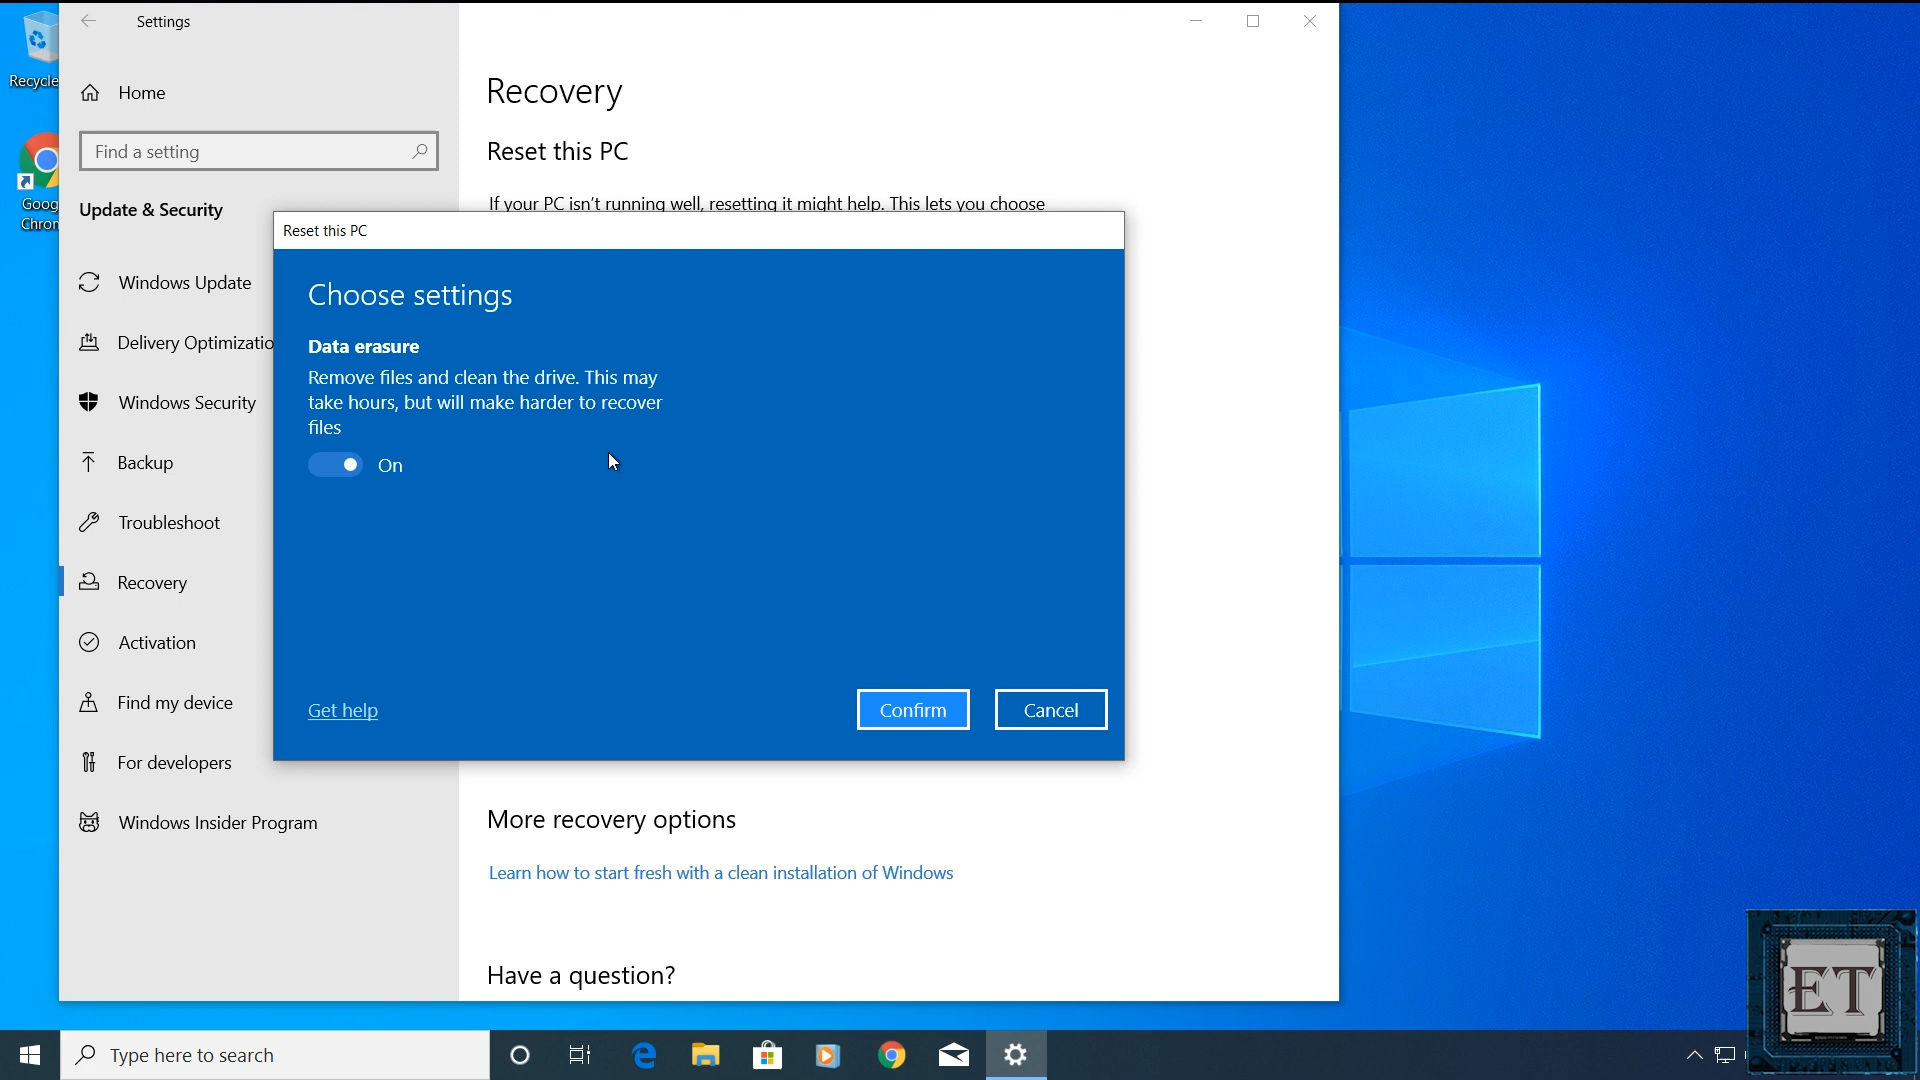 Settings
Recycle
Home
Find a setting
Goog
Chron
Update & Security
Windows Update
Delivery Optimizatio
Windows Security
Backup
Troubleshoot
Recovery
Activation
Find my device
For developers
Windows Insider Program
Recovery
Reset this PC
If your PC isn't running well, resetting it might help. This lets you choose
Reset this PC
Choose settings
Data erasure
Remove files and clean the drive. This may
take hours, but will make harder to recover
files
On
Get help
Confirm
Cancel
More recovery options
Learn how to start fresh with a clean installation of Windows
Have a question?
ET
Type here to search